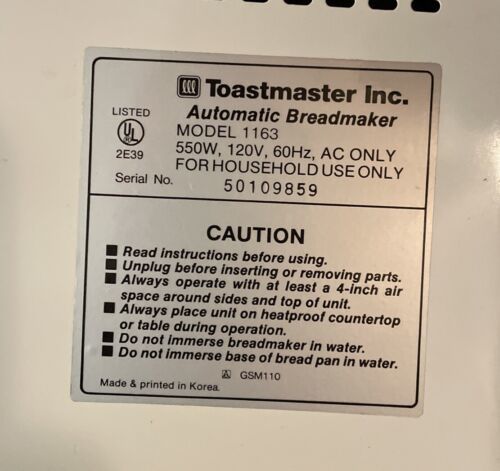 Toastmaster Inc.
Automatic Breadmaker
LISTED
UL
2E39
MODEL 1163
550W, 120V, 60Hz, AC ONLY
FOR HOUSEHOLD USE ONLY
Serial No. 50109859
CAUTION
■ Read instructions before using.
■ Unplug before inserting or removing parts.
■ Always operate with at least a 4-inch air
space around sides and top of unit.
■ Always place unit on heatproof countertop
or table during operation.
■ Do not immerse breadmaker in water.
■ Do not immerse base of bread pan in water.
GSM110
Made & printed in Korea.